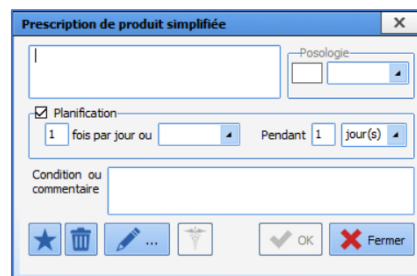 Prescription de produit simplifiée
Posologie
Planification
1 fois par jour ou Pendant 1 jour(s)
Condition ou
commentaire
... OK Fermer